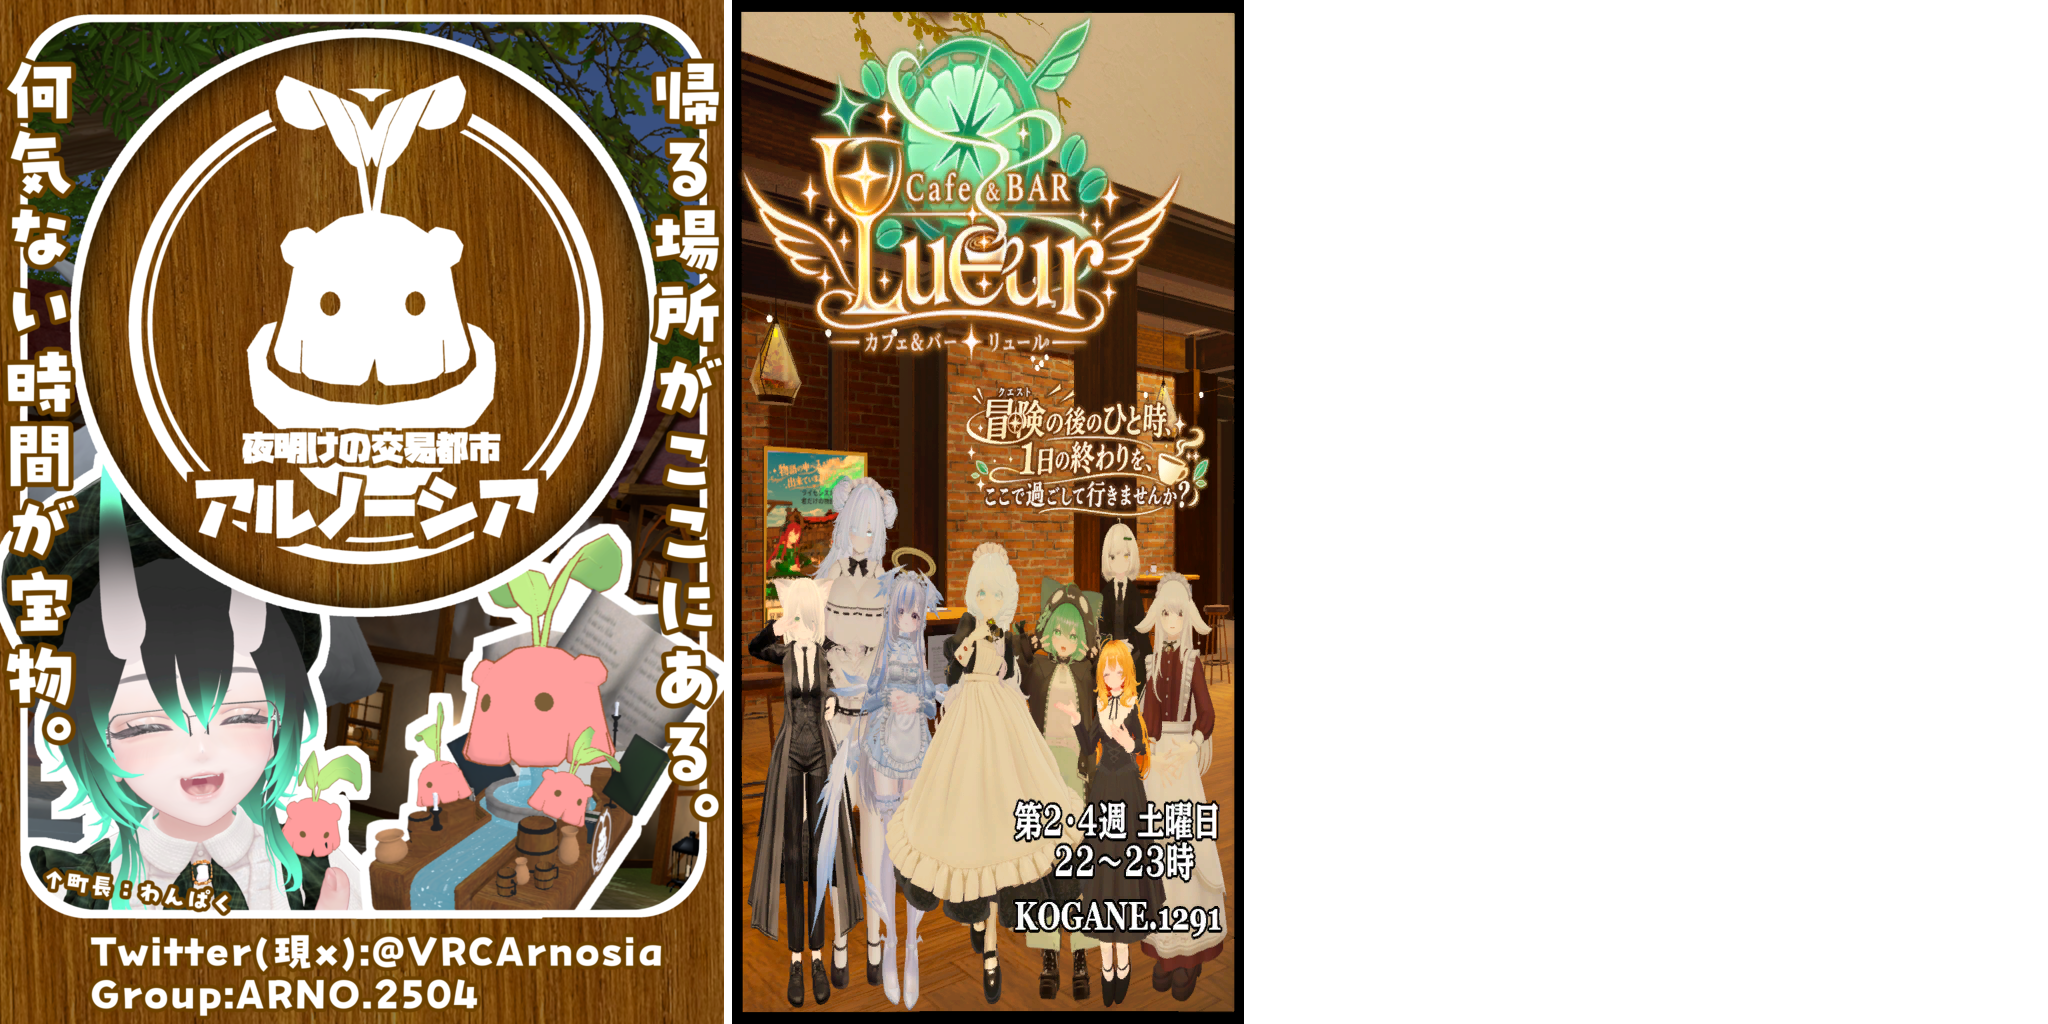 帰る場所がここにある。
何気ない時間が宝物。
夜明けの交易都市
アルノーシア
↑町長：わんぱく
Twitter(現×):@VRCArnosia
Group:ARNO.2504
Cafe&BAR
Lueur
カフェ&バー リュール
クエスト
冒険の後のひと時、
1日の終わりを、
ここで過ごして行きませんか?
第2・4週 土曜日
22～23時
KOGANE.1291